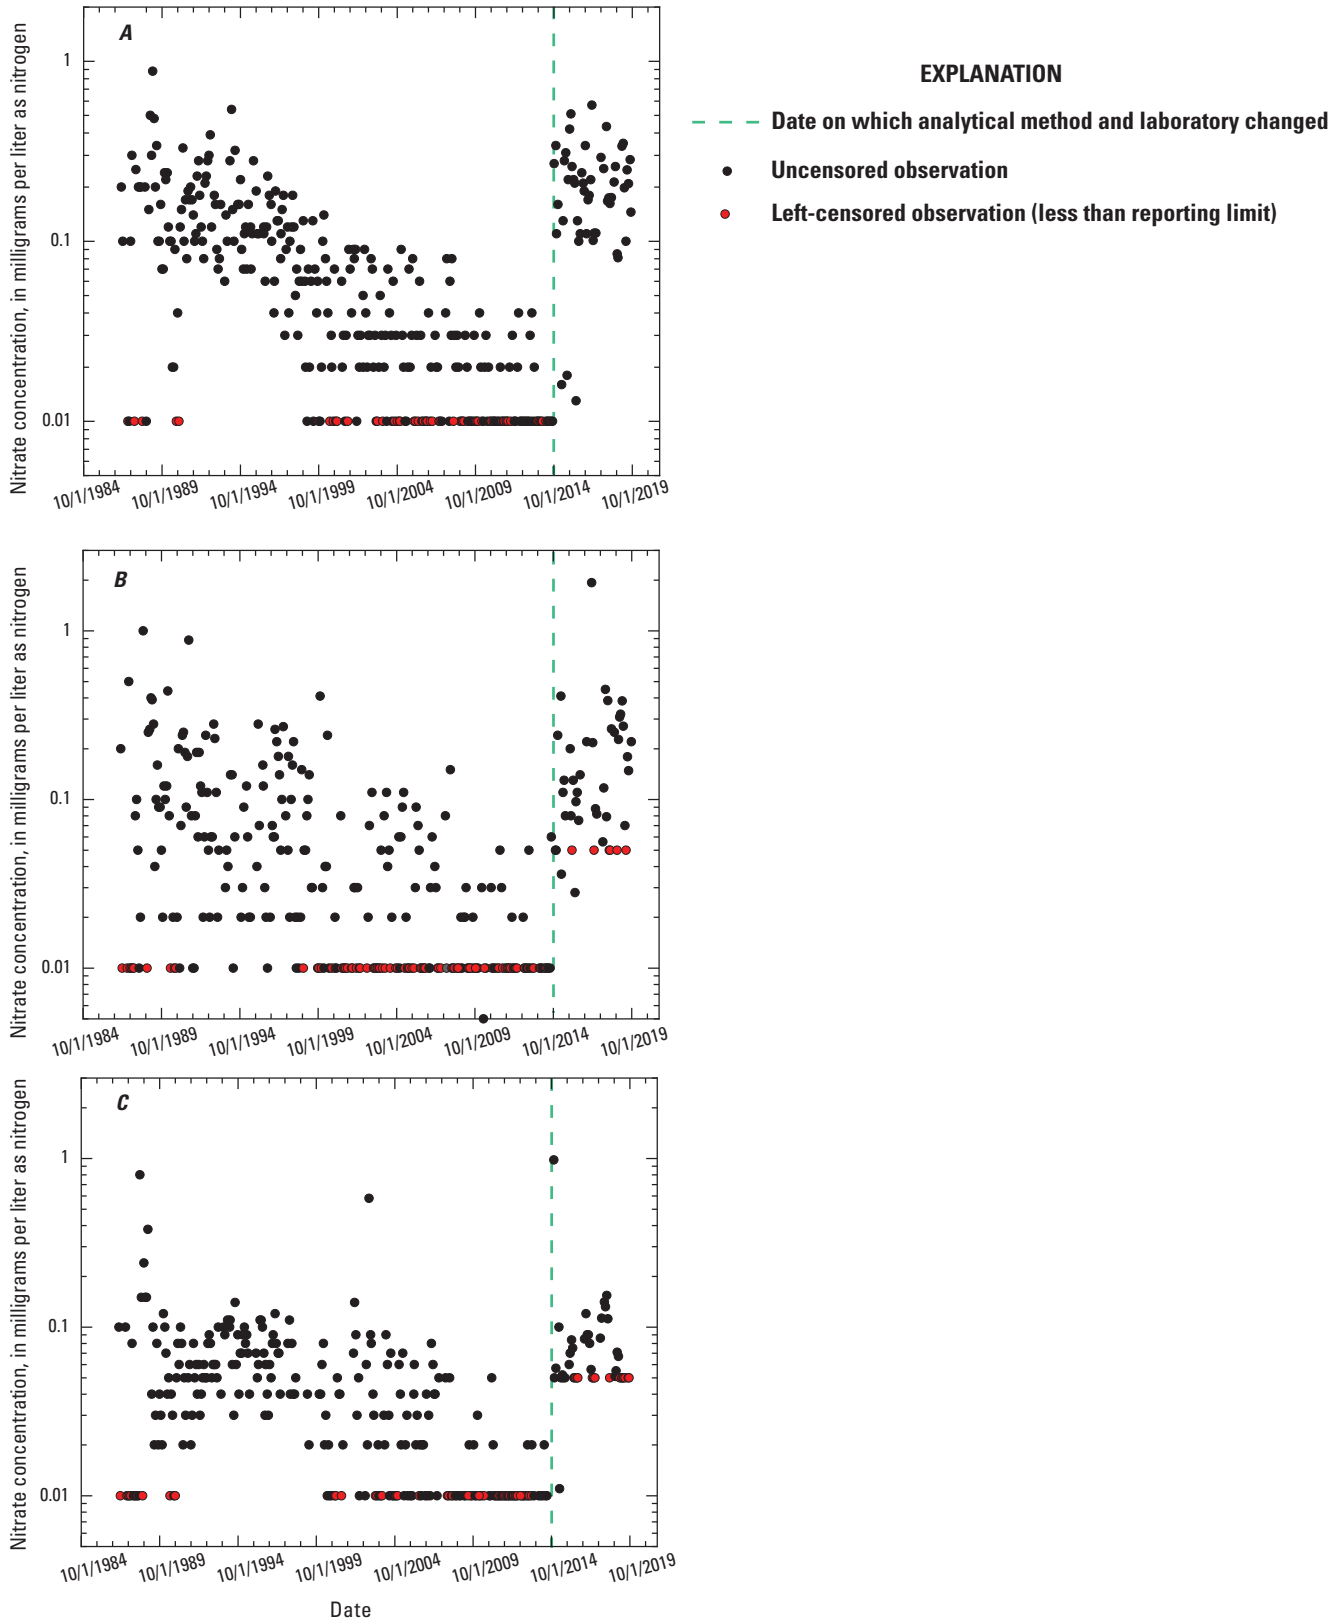 A
Nitrate concentration, in milligrams per liter as nitrogen
1
0.1
0.01
10/1/1984 10/1/1989 10/1/1994 10/1/1999 10/1/2004 10/1/2009 10/1/2014 10/1/2019
EXPLANATION
Date on which analytical method and laboratory changed
Uncensored observation
Left-censored observation (less than reporting limit)
B
Nitrate concentration, in milligrams per liter as nitrogen
1
0.1
0.01
10/1/1984 10/1/1989 10/1/1994 10/1/1999 10/1/2004 10/1/2009 10/1/2014 10/1/2019
C
Nitrate concentration, in milligrams per liter as nitrogen
1
0.1
0.01
10/1/1984 10/1/1989 10/1/1994 10/1/1999 10/1/2004 10/1/2009 10/1/2014 10/1/2019
Date